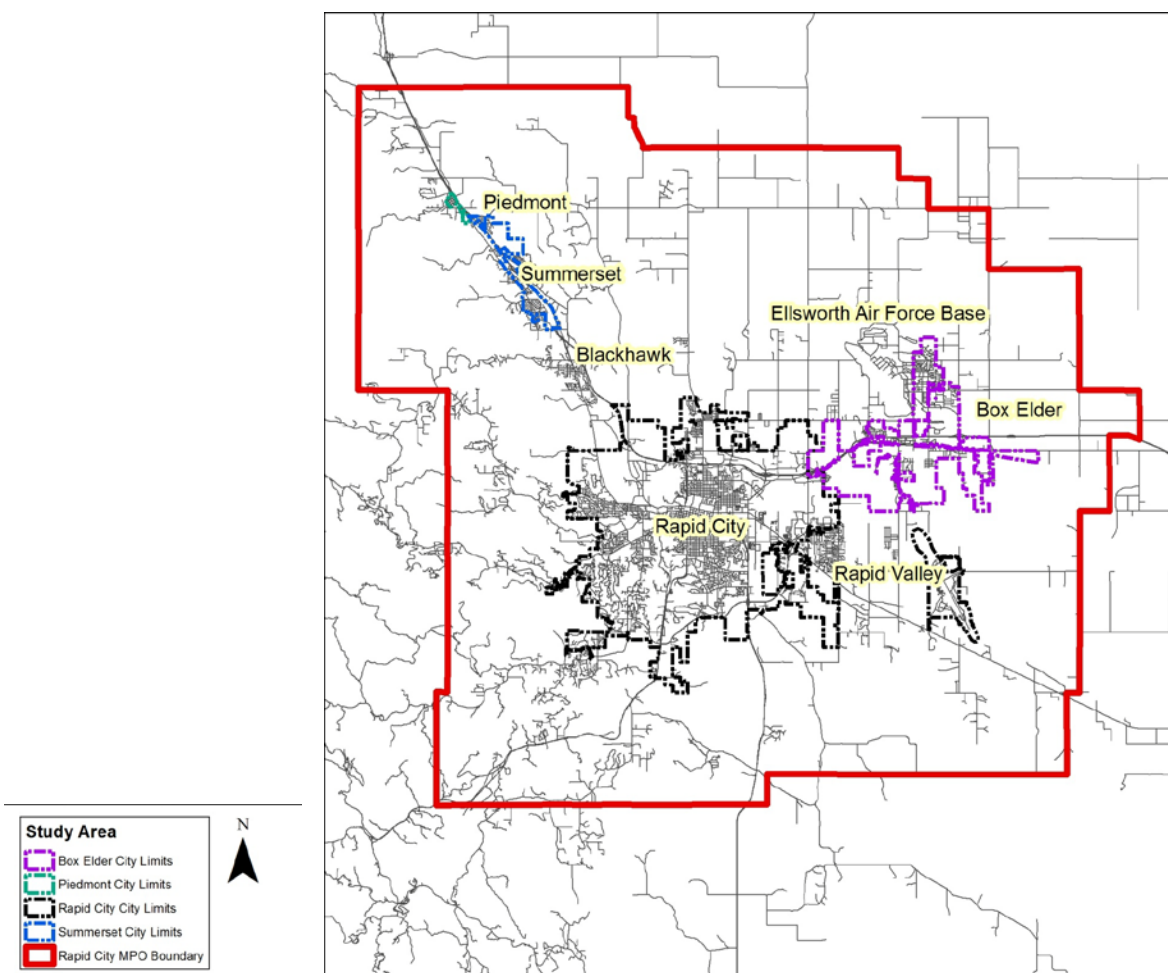 Piedmont
Summerset
Ellsworth Air Force Base
Blackhawk
Box Elder
Rapid City
Rapid Valley
Study Area
N
Box Elder City Limits
Piedmont City Limits
Rapid City City Limits
Summerset City Limits
Rapid City MPO Boundary